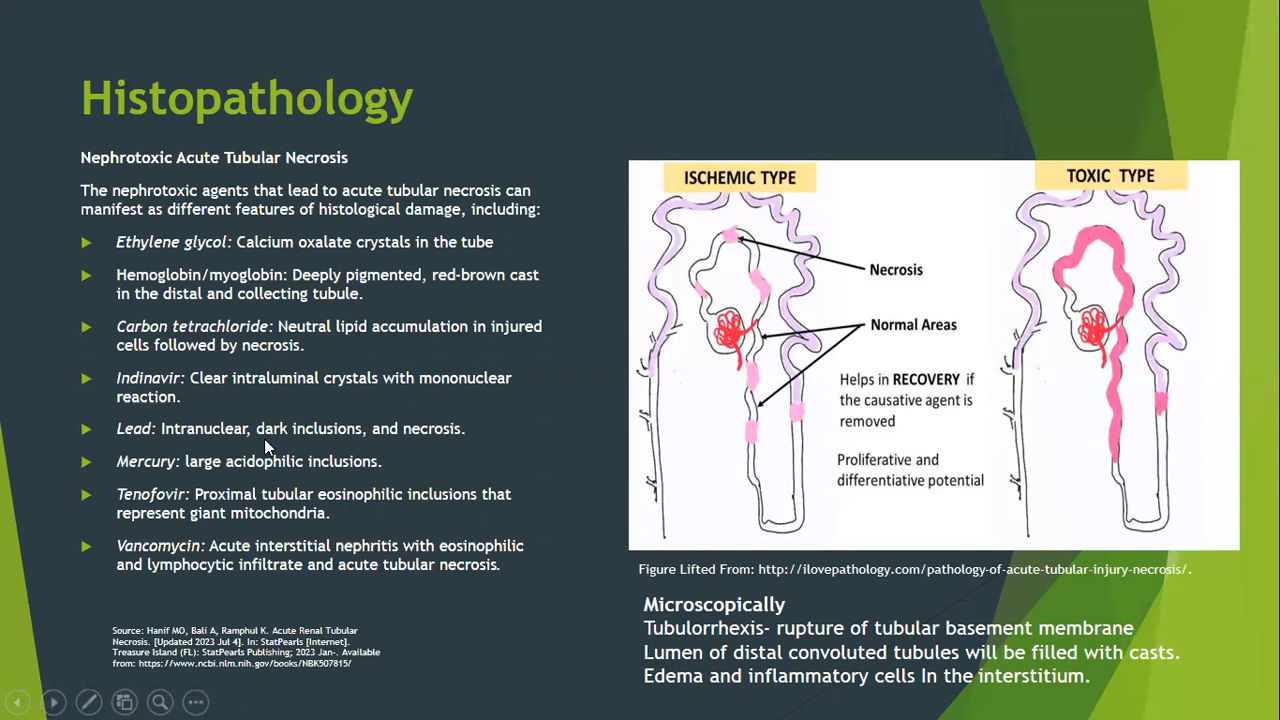 Histopathology
Nephrotoxic Acute Tubular Necrosis
The nephrotoxic agents that lead to acute tubular necrosis can
manifest as different features of histological damage, including:
Ethylene glycol: Calcium oxalate crystals in the tube
Hemoglobin/myoglobin: Deeply pigmented, red-brown cast
in the distal and collecting tubule.
Carbon tetrachloride: Neutral lipid accumulation in injured
cells followed by necrosis.
Indinavir: Clear intraluminal crystals with mononuclear
reaction.
Lead: Intranuclear, dark inclusions, and necrosis.
Mercury: large acidophilic inclusions.
Tenofovir: Proximal tubular eosinophilic inclusions that
represent giant mitochondria.
Vancomycin: Acute interstitial nephritis with eosinophilic
and lymphocytic infiltrate and acute tubular necrosis.
Source: Hanif MO, Bali A, Ramphul K. Acute Renal Tubular
Necrosis. [Updated 2023 Jul 4]. In: StatPearls [Internet].
Treasure Island (FL): StatPearls Publishing; 2023 Jan-. Available
from: https://www.ncbi.nlm.nih.gov/books/NBK507815/
ISCHEMIC TYPE
TOXIC TYPE
Necrosis
Normal Areas
Helps in RECOVERY if
the causative agent is
removed
Proliferative and
differentiative potential
Figure Lifted From: http://ilovepathology.com/pathology-of-acute-tubular-injury-necrosis/.
Microscopically
Tubulorrhexis- rupture of tubular basement membrane
Lumen of distal convoluted tubules will be filled with casts.
Edema and inflammatory cells In the interstitium.